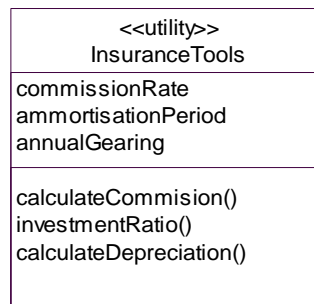 <<utility>>
InsuranceTools
commissionRate
ammortisationPeriod
annualGearing
calculateCommision()
investmentRatio()
calculateDepreciation()